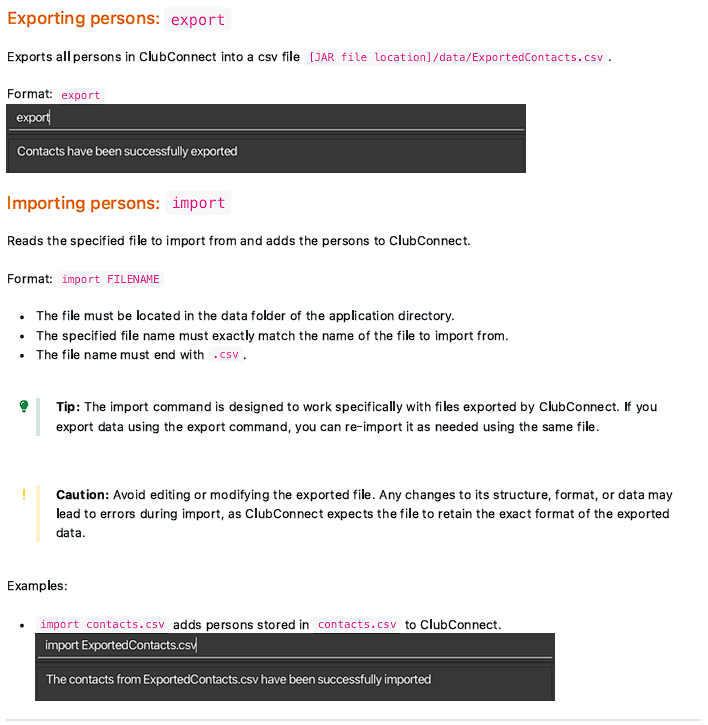 Exporting persons: export
Exports all persons in ClubConnect into a csv file [JAR file location]/data/ExportedContacts.csv.
Format: export
export
Contacts have been successfully exported
Importing persons: import
Reads the specified file to import from and adds the persons to ClubConnect.
Format: import FILENAME
• The file must be located in the data folder of the application directory.
• The specified file name must exactly match the name of the file to import from.
• The file name must end with .csv.
Tip: The import command is designed to work specifically with files exported by ClubConnect. If you
export data using the export command, you can re-import it as needed using the same file.
Caution: Avoid editing or modifying the exported file. Any changes to its structure, format, or data may
lead to errors during import, as ClubConnect expects the file to retain the exact format of the exported
data.
Examples:
• import contacts.csv adds persons stored in contacts.csv to ClubConnect.
import ExportedContacts.csv
The contacts from ExportedContacts.csv have been successfully imported